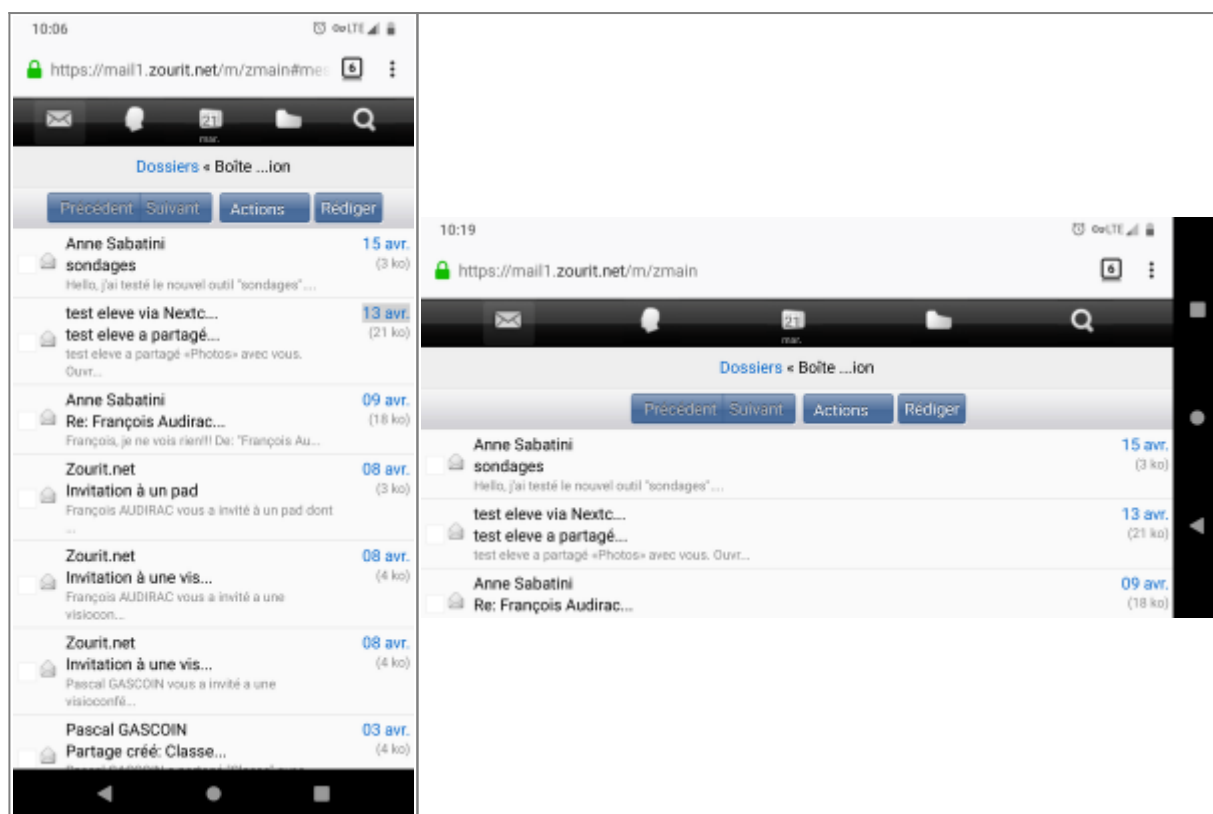 10:06 LTE
https://mail1.zourit.net/m/zmain#mes 6
21
mar.
Dossiers « Boîte ...ion
Précédent Suivant Actions Rédiger
Anne Sabatini 15 avr.
sondages (3 ko)
Hello, j'ai testé le nouvel outil "sondages"....
test eleve via Nextc... 13 avr.
test eleve a partagé... (21 ko)
test eleve a partagé «Photos» avec vous.
Ouvr...
Anne Sabatini 09 avr.
Re: François Audirac... (18 ko)
François, je ne vois rien!!! De: "François Au...
Zourit.net 08 avr.
Invitation à un pad (3 ko)
François AUDIRAC vous a invité à un pad dont
...
Zourit.net 08 avr.
Invitation à une vis... (4 ko)
François AUDIRAC vous a invité a une
visiocon...
Zourit.net 08 avr.
Invitation à une vis... (4 ko)
Pascal GASCOIN vous a invité a une
visioconfé...
Pascal GASCOIN 03 avr.
Partage créé: Classe... (4 ko)
10:19 LTE
https://mail1.zourit.net/m/zmain 6
21
mar.
Dossiers « Boîte ...ion
Précédent Suivant Actions Rédiger
Anne Sabatini 15 avr.
sondages (3 ko)
Hello, j'ai testé le nouvel outil "sondages"....
test eleve via Nextc... 13 avr.
test eleve a partagé... (21 ko)
test eleve a partagé «Photos» avec vous. Ouvr...
Anne Sabatini 09 avr.
Re: François Audirac... (18 ko)